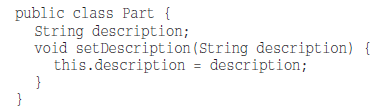 public class Part {
  String description;
  void setDescription(String description) {
    this.description = description;
  }
}